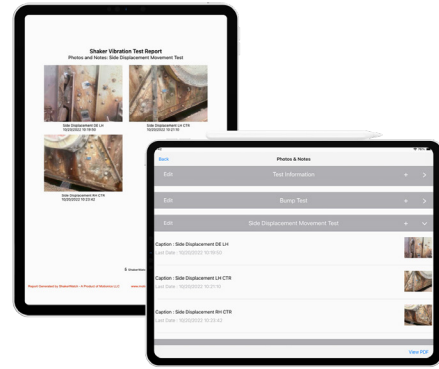 Shaker Vibration Test Report
Photos and Notes: Side Displacement Movement Test
Side Displacement DE LH
10/20/2022 10:19:50
Side Displacement LH CTR
10/20/2022 10:21:10
Side Displacement RH CTR
10/20/2022 10:23:42
Back
Photos & Notes
Edit
Test Information
+
>
Edit
Bump Test
+
>
Edit
Side Displacement Movement Test
+
Caption : Side Displacement DE LH
Last Date : 10/20/2022 10:19:50
Caption : Side Displacement LH CTR
Last Date : 10/20/2022 10:21:10
Caption : Side Displacement RH CTR
Last Date : 10/20/2022 10:23:42
View PDF